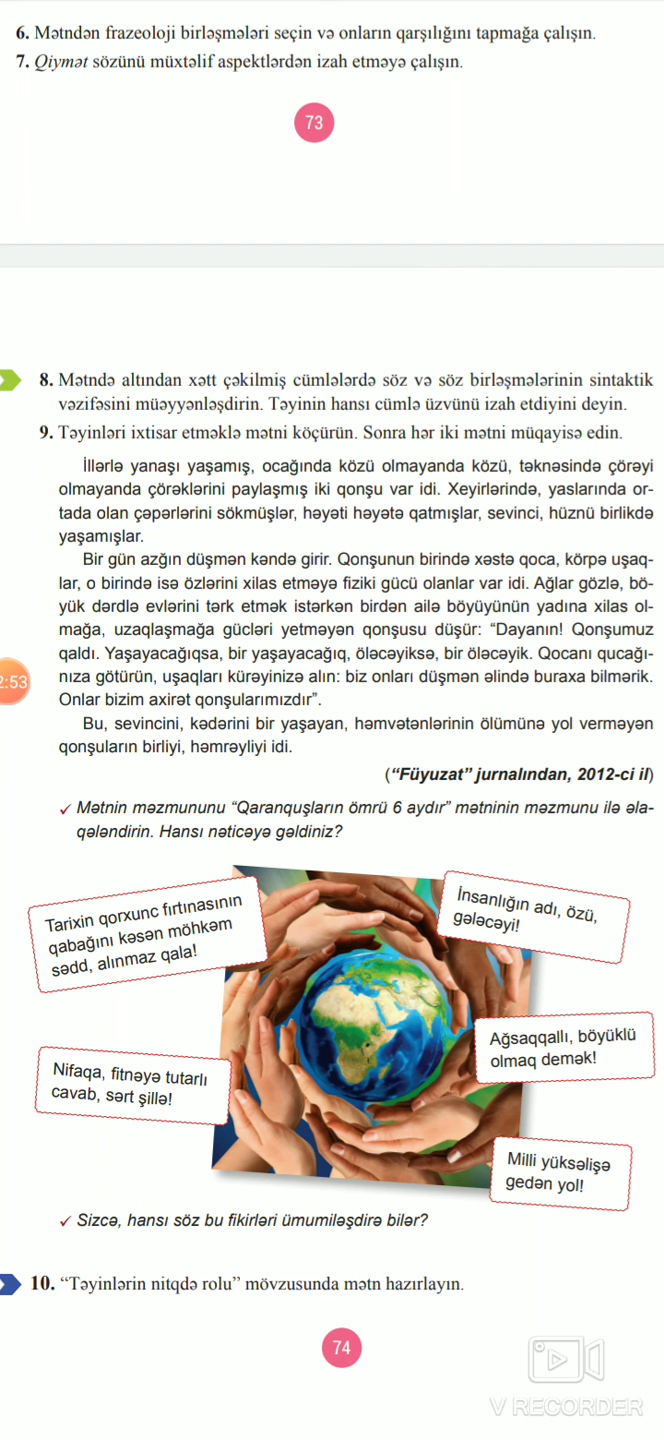 6. Mətndən frazeoloji birləşmələri seçin və onların qarşılığını tapmağa çalışın.
7. Qiymət sözünü müxtəlif aspektlərdən izah etməyə çalışın.
73
8. Mətndə altından xətt çəkilmiş cümlələrdə söz və söz birləşmələrinin sintaktik
vəzifəsini müəyyənləşdirin. Təyinin hansı cümlə üzvünü izah etdiyini deyin.
9. Təyinləri ixtisar etməklə mətni köçürün. Sonra hər iki mətni müqayisə edin.
İllərlə yanaşı yaşamış, ocağında közü olmayanda közü, təknəsində çörəyi
olmayanda çörəklərini paylaşmış iki qonşu var idi. Xeyirlərində, yaslarında or-
tada olan çəpərlərini sökmüşlər, həyəti həyətə qatmışlar, sevinci, hüznü birlikdə
yaşamışlar.
Bir gün azğın düşmən kəndə girir. Qonşunun birində xəstə qoca, körpə uşaq-
lar, o birində isə özlərini xilas etməyə fiziki gücü olanlar var idi. Ağlar gözlə, bö-
yük dərdlə evlərini tərk etmək istərkən birdən ailə böyüyünün yadına xilas ol-
mağa, uzaqlaşmağa gücləri yetməyən qonşusu düşür: “Dayanın! Qonşumuz
qaldı. Yaşayacağıqsa, bir yaşayacağıq, öləcəyiksə, bir öləcəyik. Qocanı qucağı-
nıza götürün, uşaqları kürəyinizə alın: biz onları düşmən əlində buraxa bilmərik.
2:53
Onlar bizim axirət qonşularımızdır”.
Bu, sevincini, kədərini bir yaşayan, həmvətənlərinin ölümünə yol verməyən
qonşuların birliyi, həmrəyliyi idi.
(“Füyuzat” jurnalından, 2012-ci il)
✓ Mətnin məzmununu “Qaranquşların ömrü 6 aydır” mətninin məzmunu ilə əla-
qələndirin. Hansı nəticəyə gəldiniz?
Tarixin qorxunc fırtınasının
qabağını kəsən möhkəm
sədd, alınmaz qala!
İnsanlığın adı, özü,
gələcəyi!
Ağsaqqallı, böyüklü
olmaq demək!
Nifaqa, fitnəyə tutarlı
cavab, sərt şillə!
Milli yüksəlişə
gedən yol!
✓ Sizcə, hansı söz bu fikirləri ümumiləşdirə bilər?
10. “Təyinlərin nitqdə rolu” mövzusunda mətn hazırlayın.
74
V RECORDER